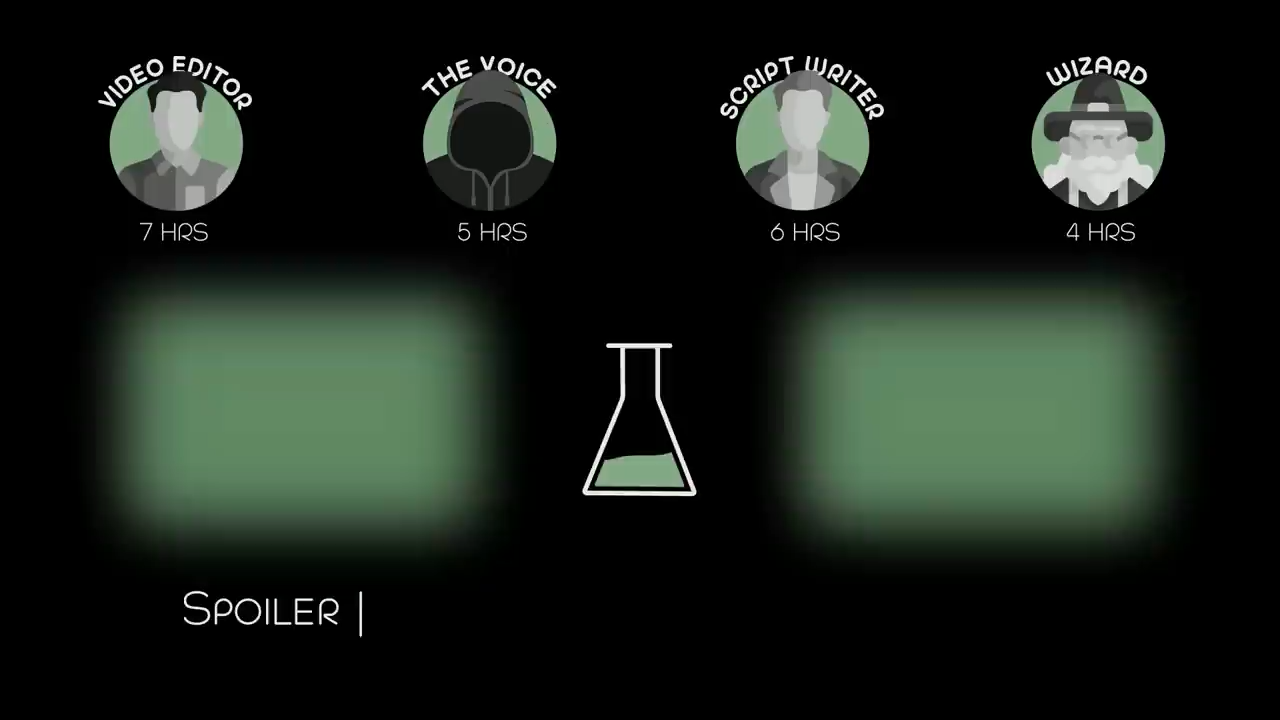 VIDEO EDITOR
THE VOICE
SCRIPT WRITER
WIZARD
7 HRS
5 HRS
6 HRS
4 HRS
SPOILER |